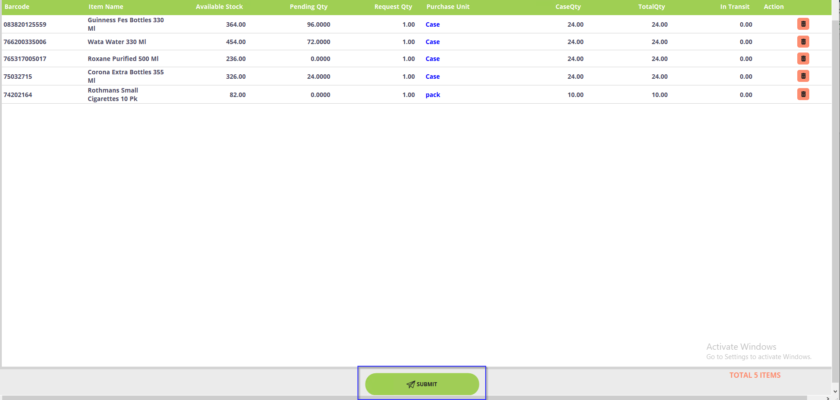 Barcode Item Name Available Stock Pending Qty Request Qty Purchase Unit CaseQty TotalQty In Transit Action
083820125559 Guinness Fes Bottles 330 364.00 96.0000 1.00 Case 24.00 24.00 0.00
Ml
766200335006 Wata Water 330 Ml 454.00 72.0000 1.00 Case 24.00 24.00 0.00
765317005017 Roxane Purified 500 Ml 236.00 0.0000 1.00 Case 24.00 24.00 0.00
75032715 Corona Extra Bottles 355 326.00 24.0000 1.00 Case 24.00 24.00 0.00
Ml
74202164 Rothmans Small 82.00 0.0000 1.00 pack 10.00 10.00 0.00
Cigarettes 10 Pk
Activate Windows
Go to Settings to activate Windows.
TOTAL 5 ITEMS
SUBMIT